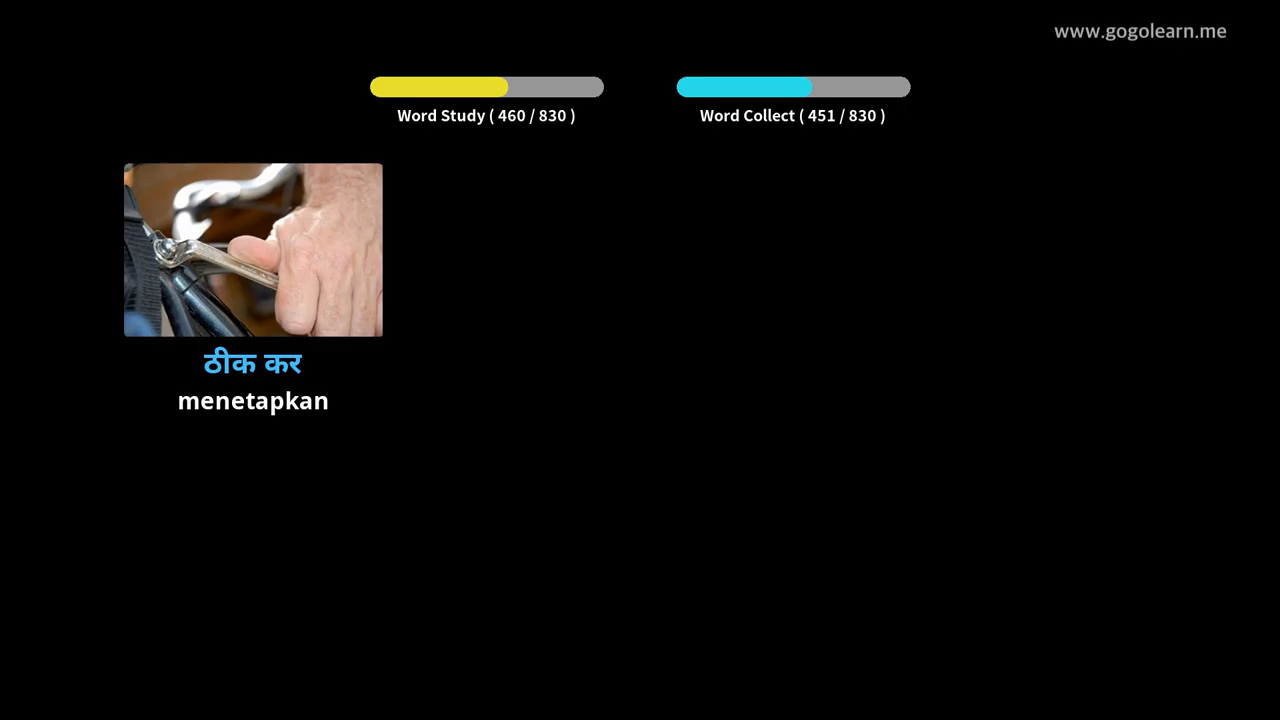 www.gogolearn.me
Word Study ( 460 / 830 )
Word Collect ( 451 / 830 )
ठीक कर
menetapkan